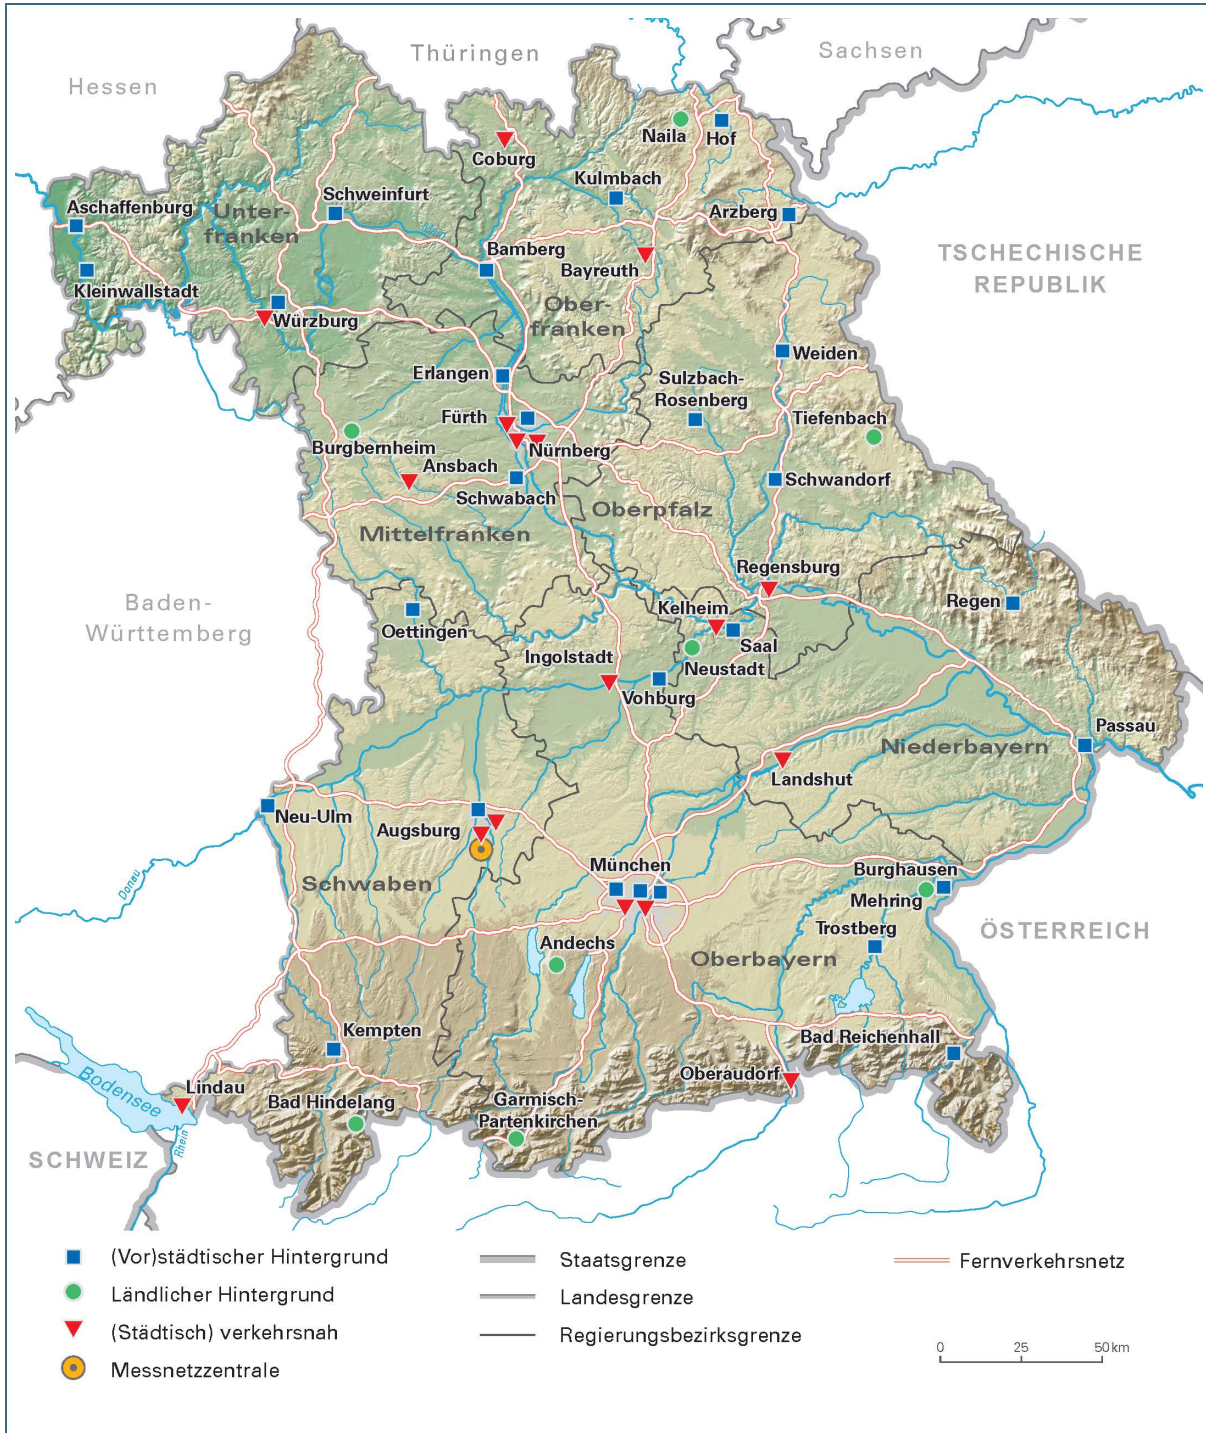 Thüringen
Sachsen
Hessen
Naila
Hof
Coburg
Kulmbach
Schweinfurt
Aschaffenburg
Unter-
franken
Arzberg
Main
Bamberg
Bayreuth
TSCHECHISCHE
REPUBLIK
Kleinwallstadt
Ober-
franken
Würzburg
Weiden
Erlangen
Sulzbach-
Rosenberg
Fürth
Tiefenbach
Burgbernheim
Nürnberg
Ansbach
Schwabach
Schwandorf
Oberpfalz
Mittelfranken
Regensburg
Baden-
Württemberg
Kelheim
Regen
Oettingen
Saal
Ingolstadt
Neustadt
Vohburg
Passau
Niederbayern
Landshut
Neu-Ulm
Augsburg
München
Burghausen
Donau
Schwaben
Mehring
Trostberg
ÖSTERREICH
Andechs
Oberbayern
Kempten
Bad Reichenhall
Oberaudorf
Bodensee
Lindau
Bad Hindelang
Garmisch-
Partenkirchen
Rhein
SCHWEIZ
(Vor)städtischer Hintergrund
Ländlicher Hintergrund
(Städtisch) verkehrsnah
Messnetzzentrale
Staatsgrenze
Landesgrenze
Regierungsbezirksgrenze
Fernverkehrsnetz
0 25 50 km